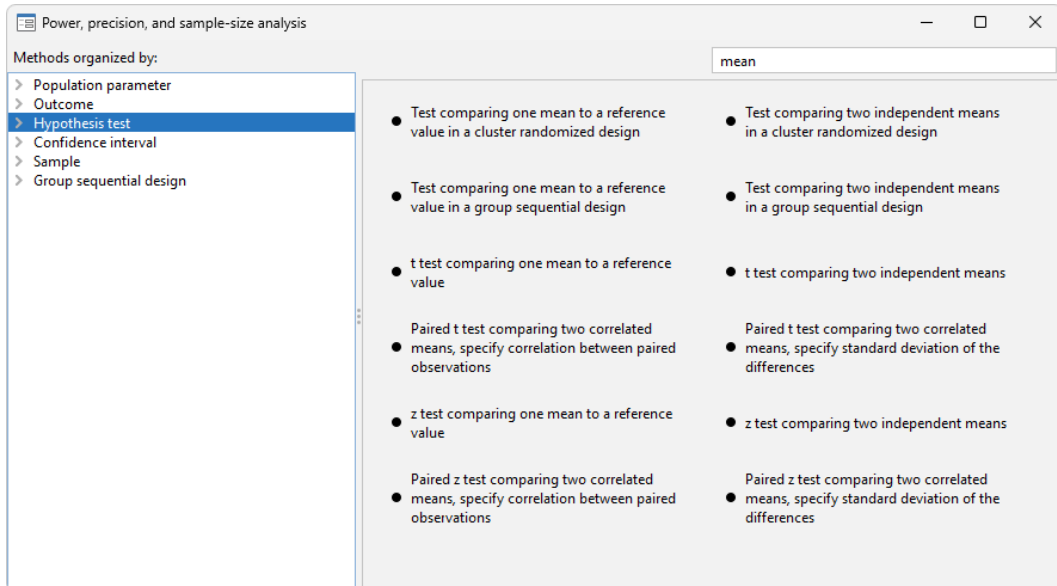 Power, precision, and sample-size analysis
Methods organized by:
mean
Population parameter
Outcome
Hypothesis test
Confidence interval
Sample
Group sequential design
Test comparing one mean to a reference
value in a cluster randomized design
Test comparing two independent means
in a cluster randomized design
Test comparing one mean to a reference
value in a group sequential design
Test comparing two independent means
in a group sequential design
t test comparing one mean to a reference
value
t test comparing two independent means
Paired t test comparing two correlated
means, specify correlation between paired
observations
Paired t test comparing two correlated
means, specify standard deviation of the
differences
z test comparing one mean to a reference
value
z test comparing two independent means
Paired z test comparing two correlated
means, specify correlation between paired
observations
Paired z test comparing two correlated
means, specify standard deviation of the
differences